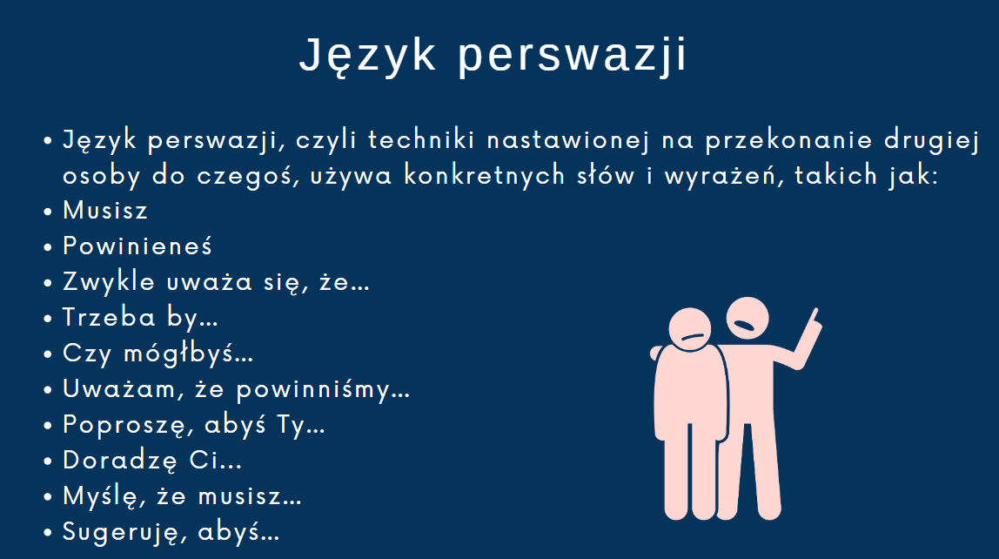 Język perswazji
• Język perswazji, czyli techniki nastawionej na przekonanie drugiej
osoby do czegoś, używa konkretnych słów i wyrażeń, takich jak:
• Musisz
• Powinieneś
• Zwykle uważa się, że…
• Trzeba by…
• Czy mógłbyś…
• Uważam, że powinniśmy…
• Poproszę, abyś Ty…
• Doradzę Ci…
• Myślę, że musisz…
• Sugeruję, abyś…